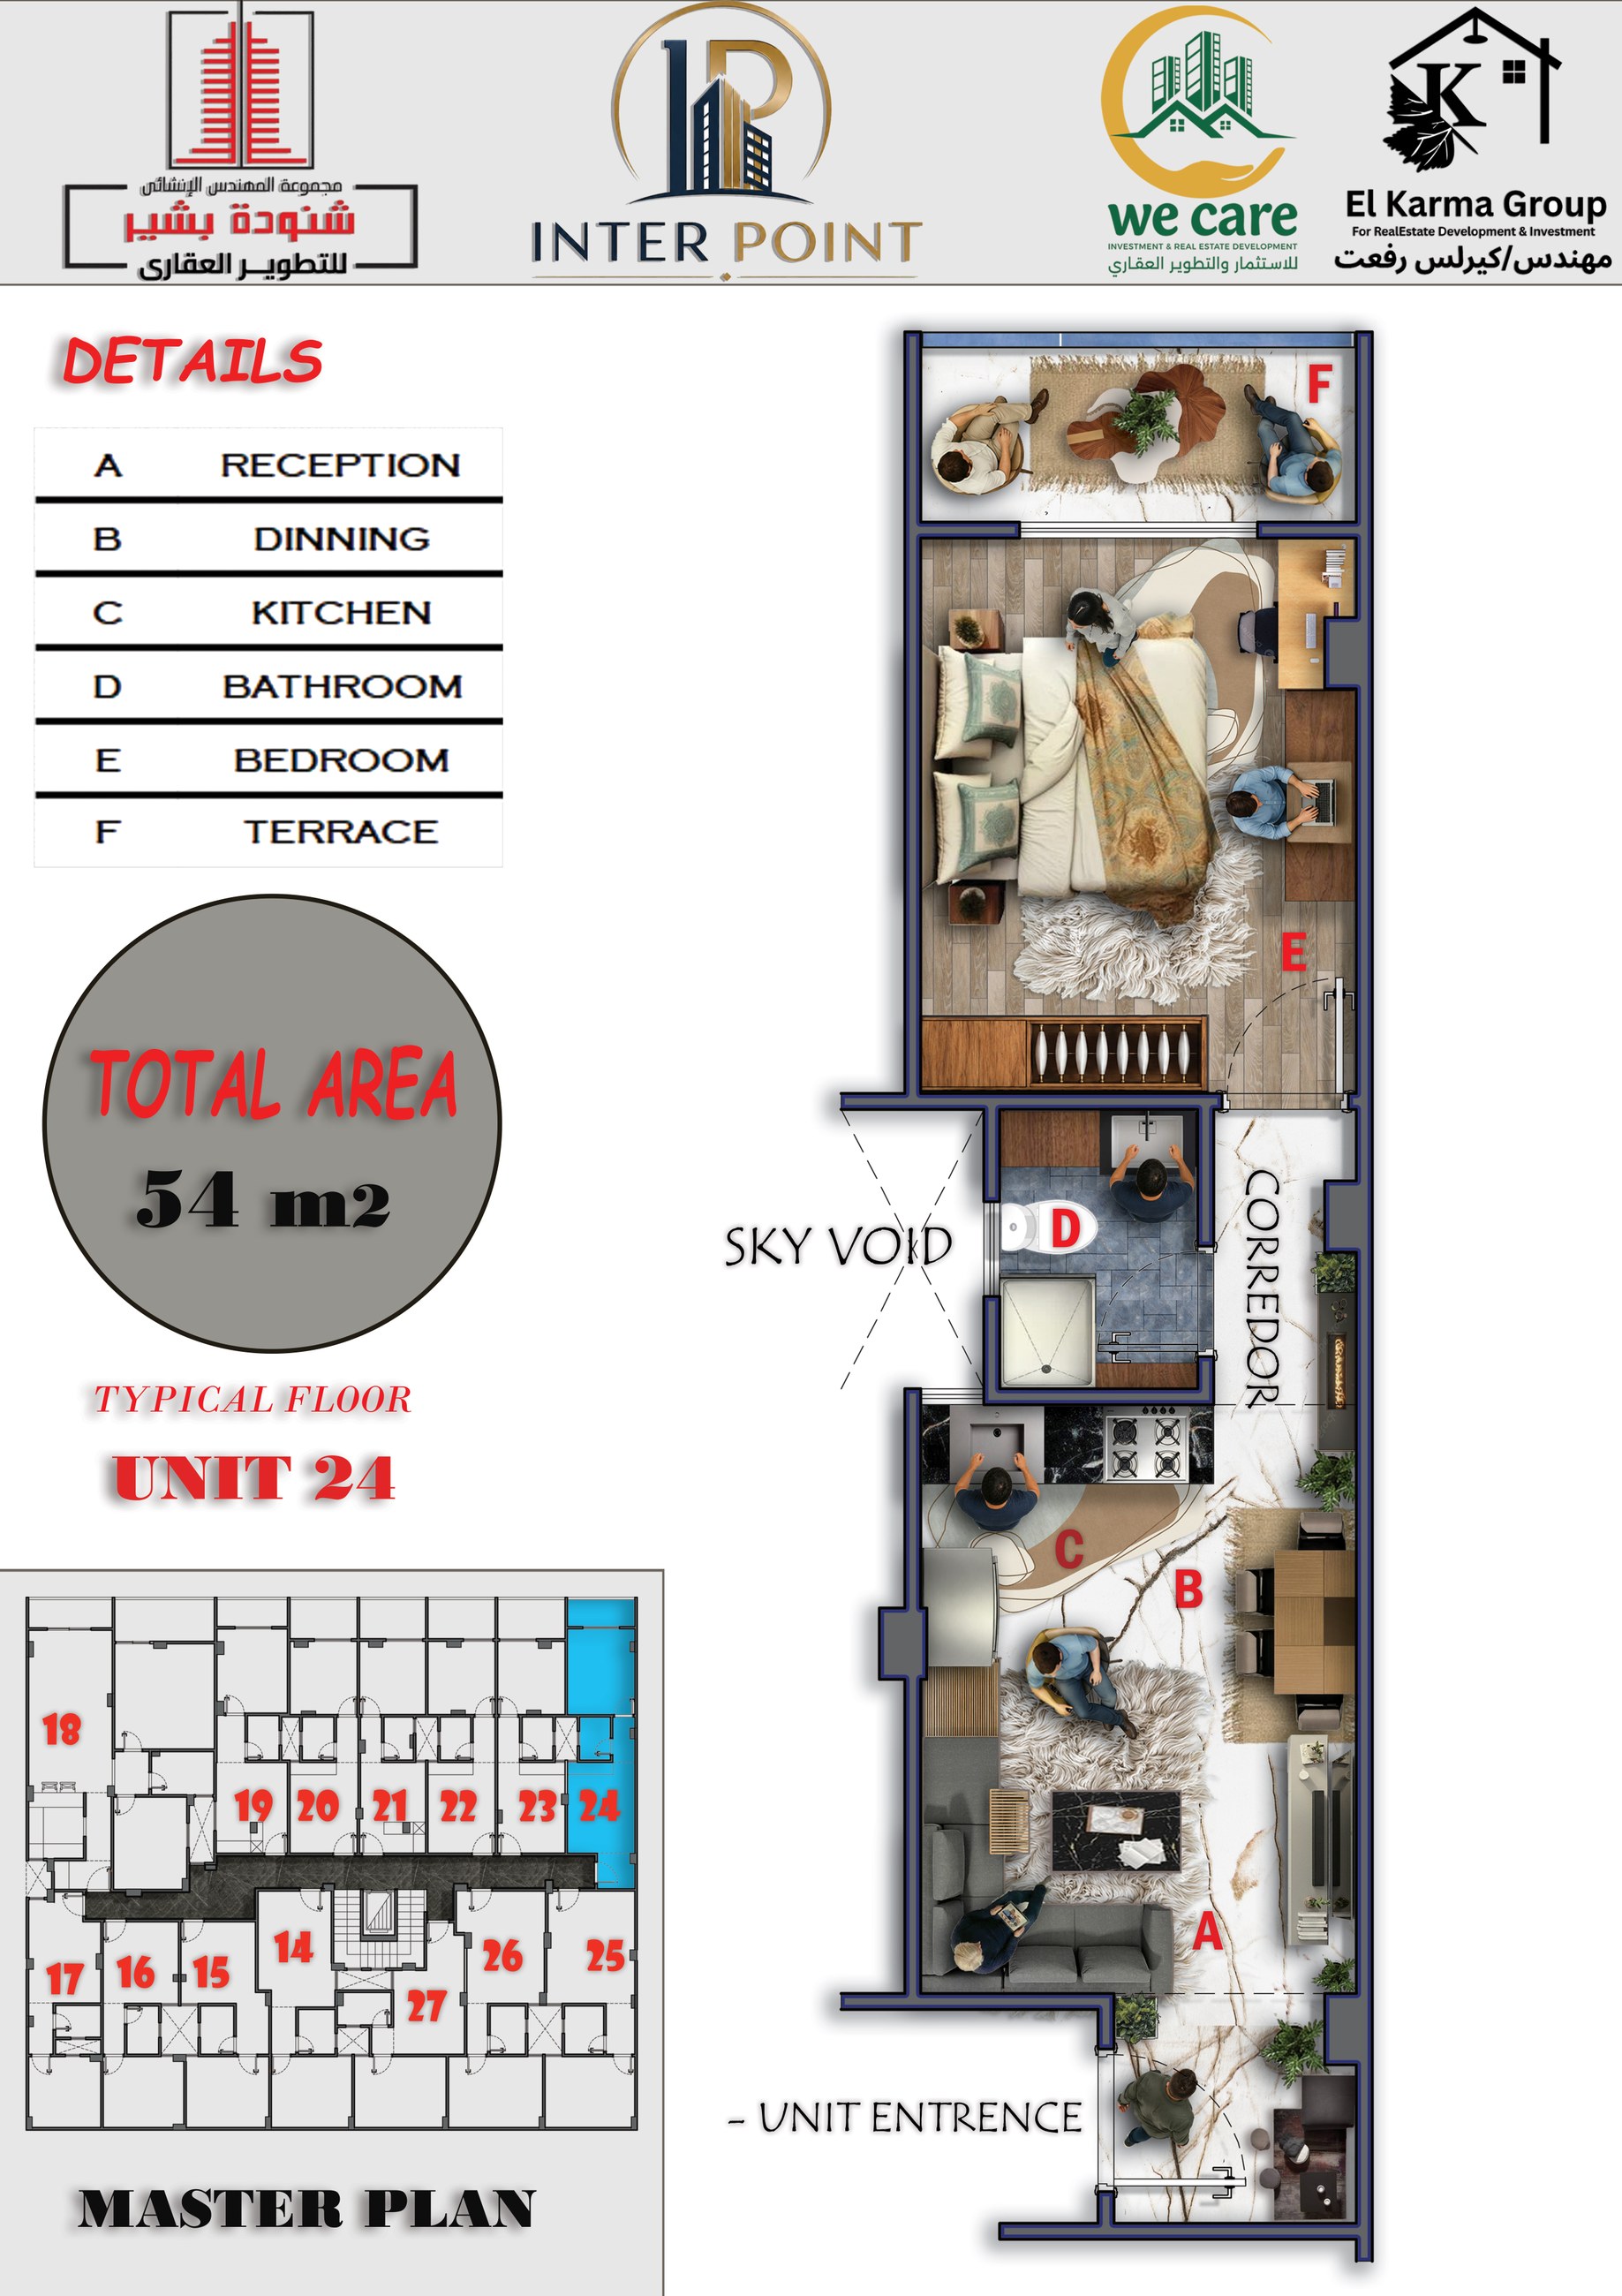 مجموعة المهندس الإنشائى
شنودة بشير
للتطوير العقارى
IP
INTER POINT
we care
INVESTMENT & REAL ESTATE DEVELOPMENT
للاستثمار والتطوير العقاري
K
El Karma Group
For RealEstate Development & Investment
مهندس/كيرلس رفعت
DETAILS
A RECEPTION
B DINNING
C KITCHEN
D BATHROOM
E BEDROOM
F TERRACE
TOTAL AREA
54 m2
TYPICAL FLOOR
UNIT 24
18
19 20 21 22 23 24
17 16 15 14 27 26 25
MASTER PLAN
F
E
SKY VOID
D
CORREDOR
C
B
A
- UNIT ENTRENCE